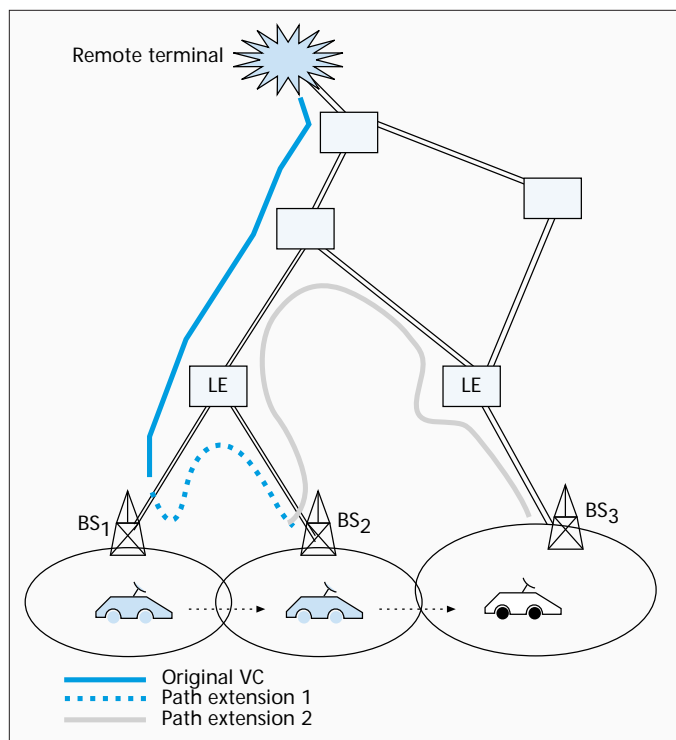 Remote terminal
LE
LE
BS1
BS2
BS3
Original VC
Path extension 1
Path extension 2